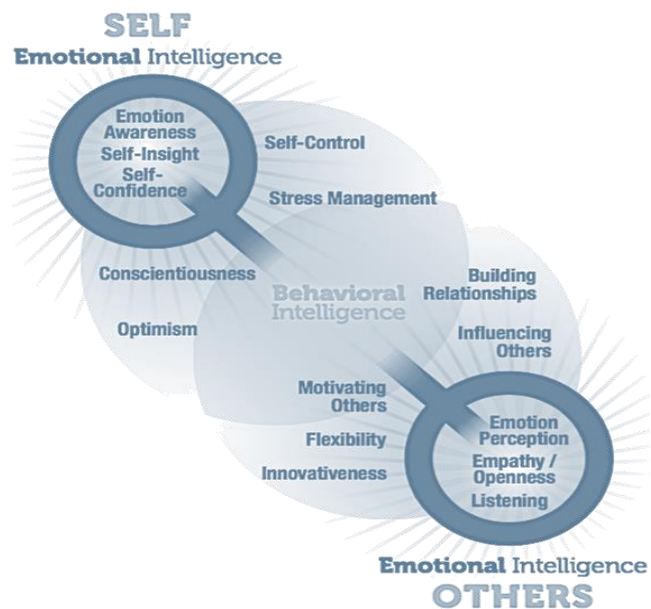 SELF
Emotional Intelligence
Emotion
Awareness
Self-Insight
Self-
Confidence
Self-Control
Stress Management
Conscientiousness
Optimism
Behavioral
Intelligence
Building
Relationships
Influencing
Others
Motivating
Others
Flexibility
Innovativeness
Emotion
Perception
Empathy /
Openness
Listening
Emotional Intelligence
OTHERS